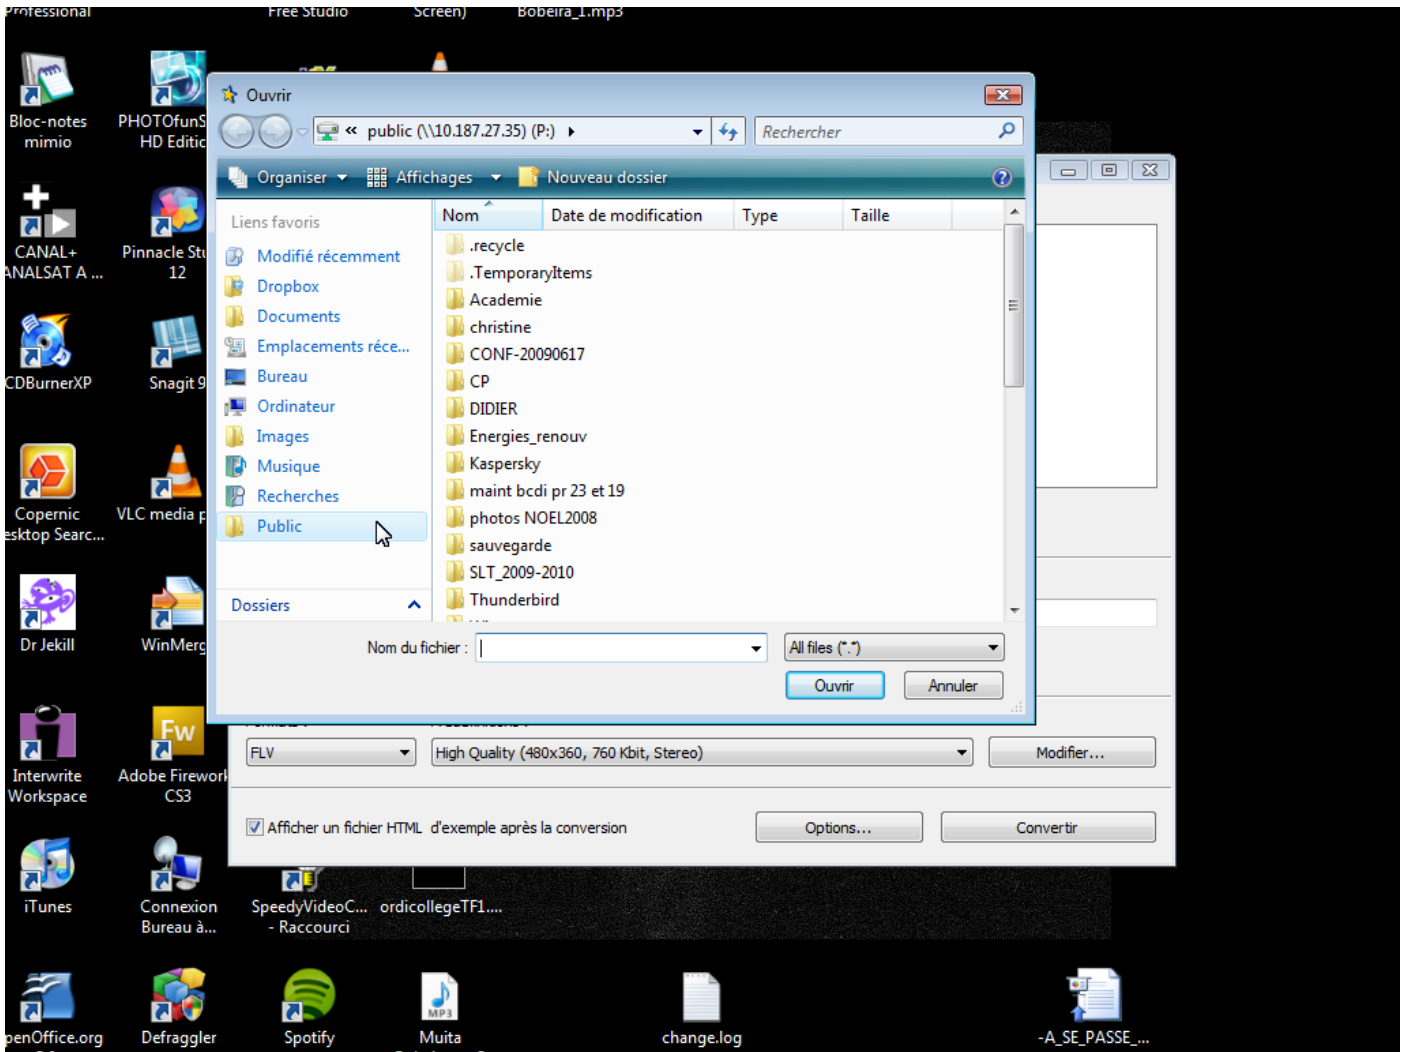 Professional
Free Studio
Screen)
Bobeira_1.mp3
Bloc-notes
mimio
PHOTOfunS
HD Editic
CANAL+
ANALSAT A ...
Pinnacle Stu
12
CDBurnerXP
Snagit 9
Copernic
esktop Searc...
VLC media p
Dr Jekill
WinMerg
Interwrite
Workspace
Fw
Adobe Firework
CS3
iTunes
Connexion
Bureau à...
SpeedyVideoC...
- Raccourci
ordicollegeTF1....
penOffice.org
Defraggler
Spotify
MP3
Muita
change.log
-A_SE_PASSE_...
Ouvrir
« public (\\10.187.27.35) (P:)
Rechercher
Organiser
Affichages
Nouveau dossier
?
Liens favoris
Modifié récemment
Dropbox
Documents
Emplacements réce...
Bureau
Ordinateur
Images
Musique
Recherches
Public
Dossiers
Nom Date de modification Type Taille
.recycle
.TemporaryItems
Academie
christine
CONF-20090617
CP
DIDIER
Energies_renouv
Kaspersky
maint bcdi pr 23 et 19
photos NOEL2008
sauvegarde
SLT_2009-2010
Thunderbird
Nom du fichier :
All files (*.*)
Ouvrir
Annuler
FLV
High Quality (480x360, 760 Kbit, Stereo)
Modifier...
Afficher un fichier HTML d'exemple après la conversion
Options...
Convertir